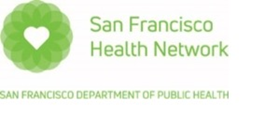 San Francisco
Health Network
SAN FRANCISCO DEPARTMENT OF PUBLIC HEALTH